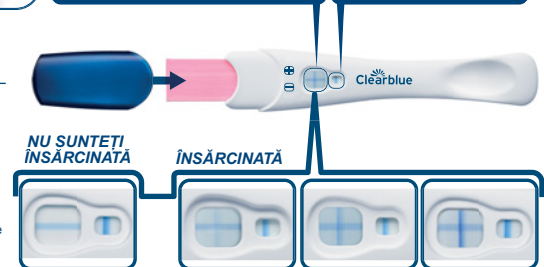 Clearblue
NU SUNTEȚI
ÎNSĂRCINATĂ
ÎNSĂRCINATĂ
e